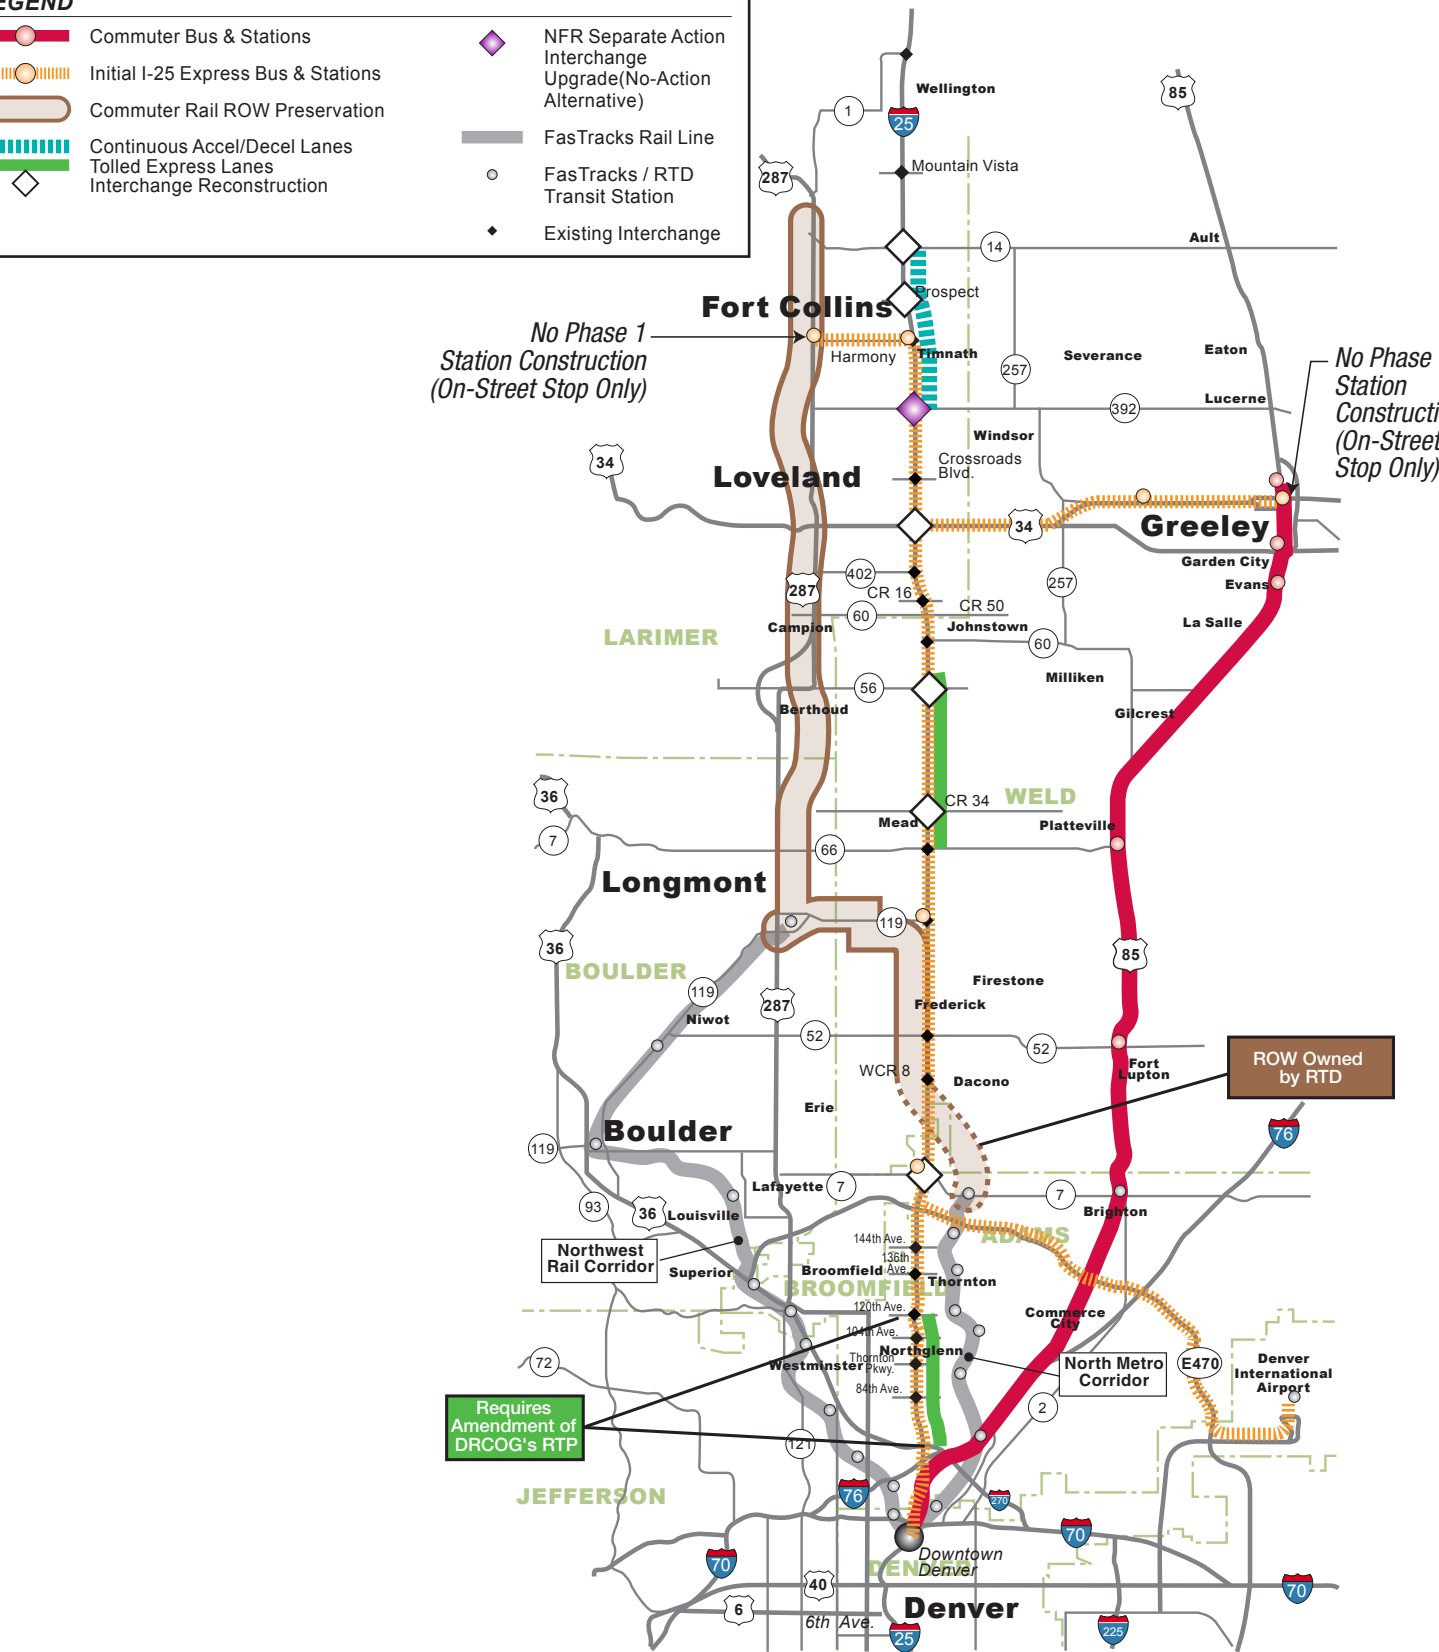 EGEND
Commuter Bus & Stations
Initial I-25 Express Bus & Stations
Commuter Rail ROW Preservation
Continuous Accel/Decel Lanes
Tolled Express Lanes
Interchange Reconstruction
NFR Separate Action
Interchange
Upgrade(No-Action
Alternative)
FasTracks Rail Line
FasTracks / RTD
Transit Station
Existing Interchange
85
Wellington
1
25
Mountain Vista
287
Ault
14
Prospect
Fort Collins
No Phase 1
Station Construction
(On-Street Stop Only)
Harmony
Timnath
Severance
Eaton
257
No Phase
Station
Constructi
(On-Street
Stop Only)
Lucerne
392
Windsor
34
Crossroads
Blvd.
Loveland
34
Greeley
Garden City
402
257
Evans
287
CR 16
CR 50
60
La Salle
Campion
Johnstown
LARIMER
60
Milliken
56
Berthoud
Gilcrest
36
WELD
CR 34
Mead
Platteville
7
66
Longmont
119
36
85
BOULDER
Firestone
119
287
Frederick
Niwot
52
52
ROW Owned
by RTD
WCR 8
Fort
Lupton
Dacono
Erie
76
Boulder
119
Lafayette
7
7
93
36
Louisville
Brighton
ADAMS
144th Ave.
136th
Ave.
Northwest
Rail Corridor
Superior
Broomfield
Thornton
BROOMFIELD
120th Ave.
Commerce
City
104th Ave.
Northglenn
Thornton
Pkwy.
Westminster
72
North Metro
Corridor
E470
Denver
International
Airport
84th Ave.
2
Requires
Amendment of
DRCOG's RTP
121
76
JEFFERSON
270
70
70
Downtown
Denver
DENVER
40
70
6
6th Ave.
Denver
25
225